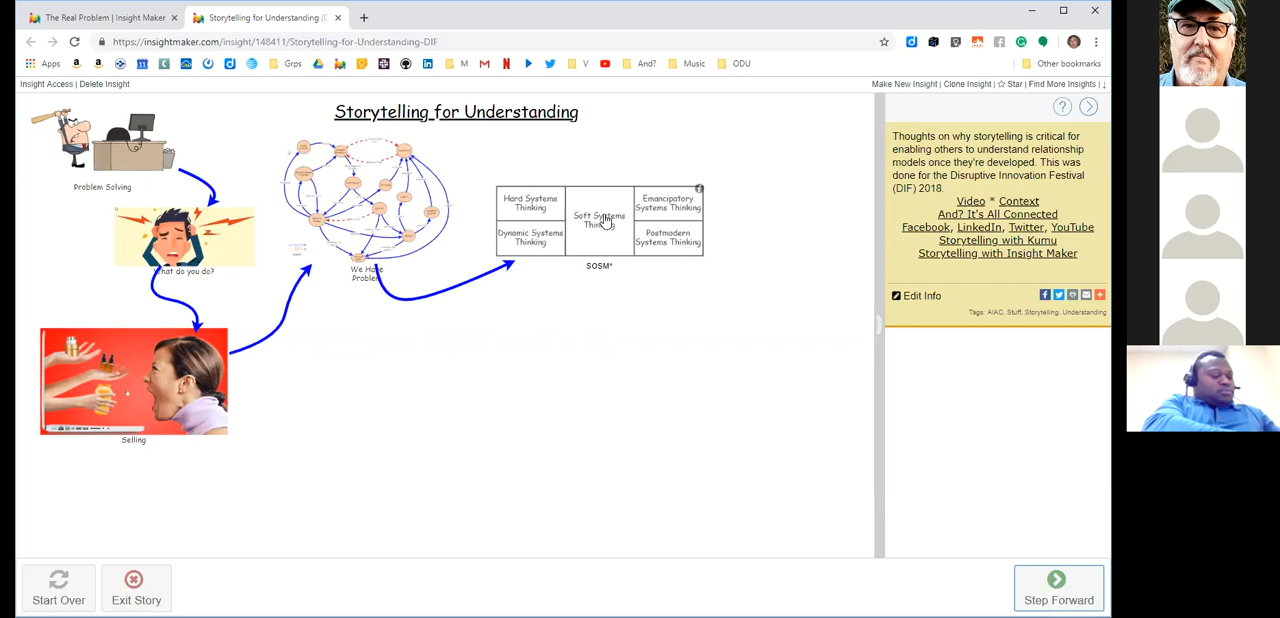 The Real Problem | Insight Maker
Storytelling for Understanding (D
https://insightmaker.com/insight/148411/Storytelling-for-Understanding-DIF
Apps
Grps
M
V
And?
Music
ODU
Other bookmarks
Insight Access | Delete Insight
Make New Insight | Clone Insight | Star | Find More Insights |
Storytelling for Understanding
Problem Solving
What do you do?
Selling
We Have
Problem
Hard Systems
Thinking
Dynamic Systems
Thinking
Soft Systems
Thinking
Emancipatory
Systems Thinking
Postmodern
Systems Thinking
SOSM*
Thoughts on why storytelling is critical for
enabling others to understand relationship
models once they're developed. This was
done for the Disruptive Innovation Festival
(DIF) 2018.
Video * Context
And? It's All Connected
Facebook, LinkedIn, Twitter, YouTube
Storytelling with Kumu
Storytelling with Insight Maker
Edit Info
Tags: AIAC, Stuff, Storytelling, Understanding
Start Over
Exit Story
Step Forward